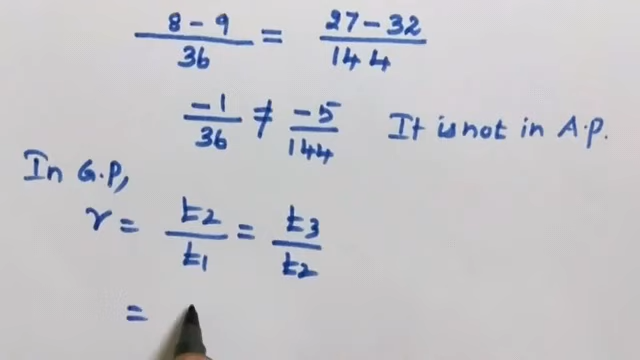 8 - 9 / 36 = 27 - 32 / 144
-1 / 36 ≠ -5 / 144 It is not in A.P.
In G.P,
r = t2 / t1 = t3 / t2
=